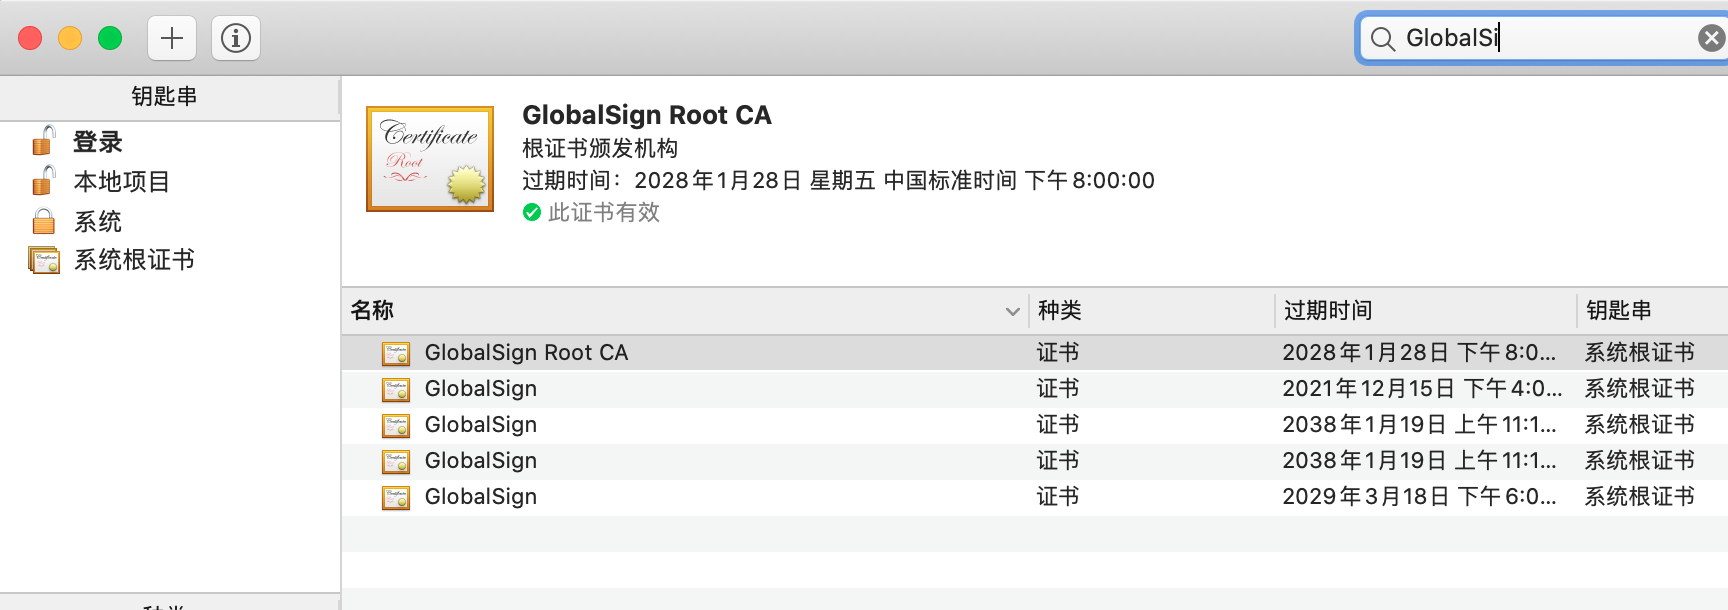 GlobalSi
钥匙串
登录
本地项目
系统
系统根证书
Certificate
Root
GlobalSign Root CA
根证书颁发机构
过期时间：2028年1月28日 星期五 中国标准时间 下午8:00:00
此证书有效
名称 种类 过期时间 钥匙串
GlobalSign Root CA 证书 2028年1月28日 下午8:0... 系统根证书
GlobalSign 证书 2021年12月15日 下午4:0... 系统根证书
GlobalSign 证书 2038年1月19日 上午11:1... 系统根证书
GlobalSign 证书 2038年1月19日 上午11:1... 系统根证书
GlobalSign 证书 2029年3月18日 下午6:0... 系统根证书